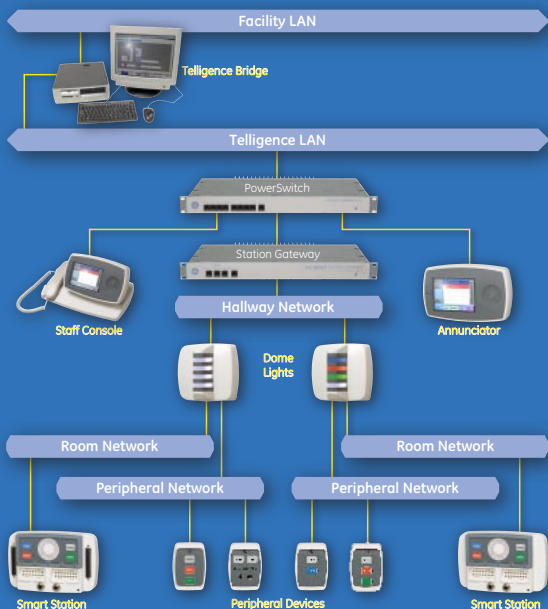 Facility LAN
Telligence Bridge
Telligence LAN
PowerSwitch
Station Gateway
Hallway Network
Staff Console
Annunciator
Dome
Lights
Room Network
Room Network
Peripheral Network
Peripheral Network
Smart Station
Peripheral Devices
Smart Station